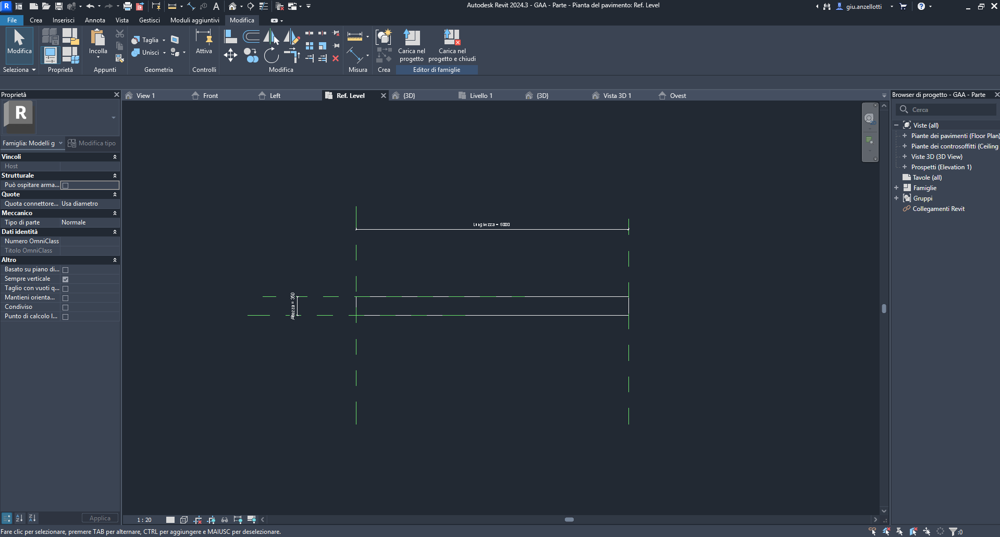 Autodesk Revit 2024.3 - GAA - Parte - Pianta del pavimento: Ref. Level
giu.anzellotti
File Crea Inserisci Annota Vista Gestisci Moduli aggiuntivi Modifica
Modifica
Incolla
Taglia
Unisci
Attiva
Carica nel progetto
Carica nel progetto e chiudi
Seleziona Proprietà Appunti Geometria Controlli Modifica Misura Crea Editor di famiglie
Proprietà
View 1 Front Left Ref. Level {3D} Livello 1 {3D} Vista 3D 1 Ovest
Browser di progetto - GAA - Parte
R
Famiglia: Modelli g
Modifica tipo
Vincoli
Host
Strutturale
Può ospitare arma...
Quote
Quota connettore... Usa diametro
Meccanico
Tipo di parte Normale
Dati identità
Numero OmniClass
Titolo OmniClass
Altro
Basato su piano di...
Sempre verticale
Taglio con vuoti q...
Mantieni orienta...
Condiviso
Punto di calcolo l...
Applica
Lunghezza = 5000
Altezza = 350
2D
Cerca
Viste (all)
Piante dei pavimenti (Floor Plan)
Piante dei controsoffitti (Ceiling
Viste 3D (3D View)
Prospetti (Elevation 1)
Tavole (all)
Famiglie
Gruppi
Collegamenti Revit
1 : 20
Fare clic per selezionare, premere TAB per alternare, CTRL per aggiungere e MAIUSC per deselezionare.
:0